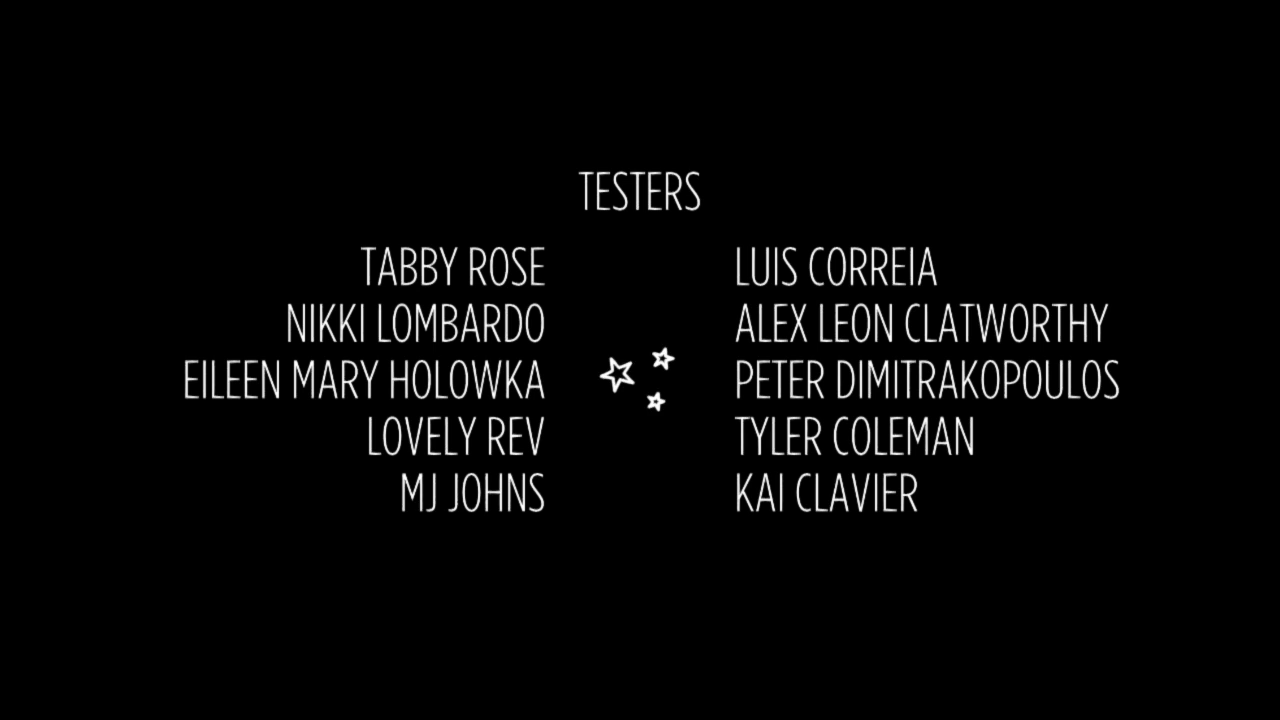 TESTERS
TABBY ROSE
NIKKI LOMBARDO
EILEEN MARY HOLOWKA
LOVELY REV
MJ JOHNS
LUIS CORREIA
ALEX LEON CLATWORTHY
PETER DIMITRAKOPOULOS
TYLER COLEMAN
KAI CLAVIER